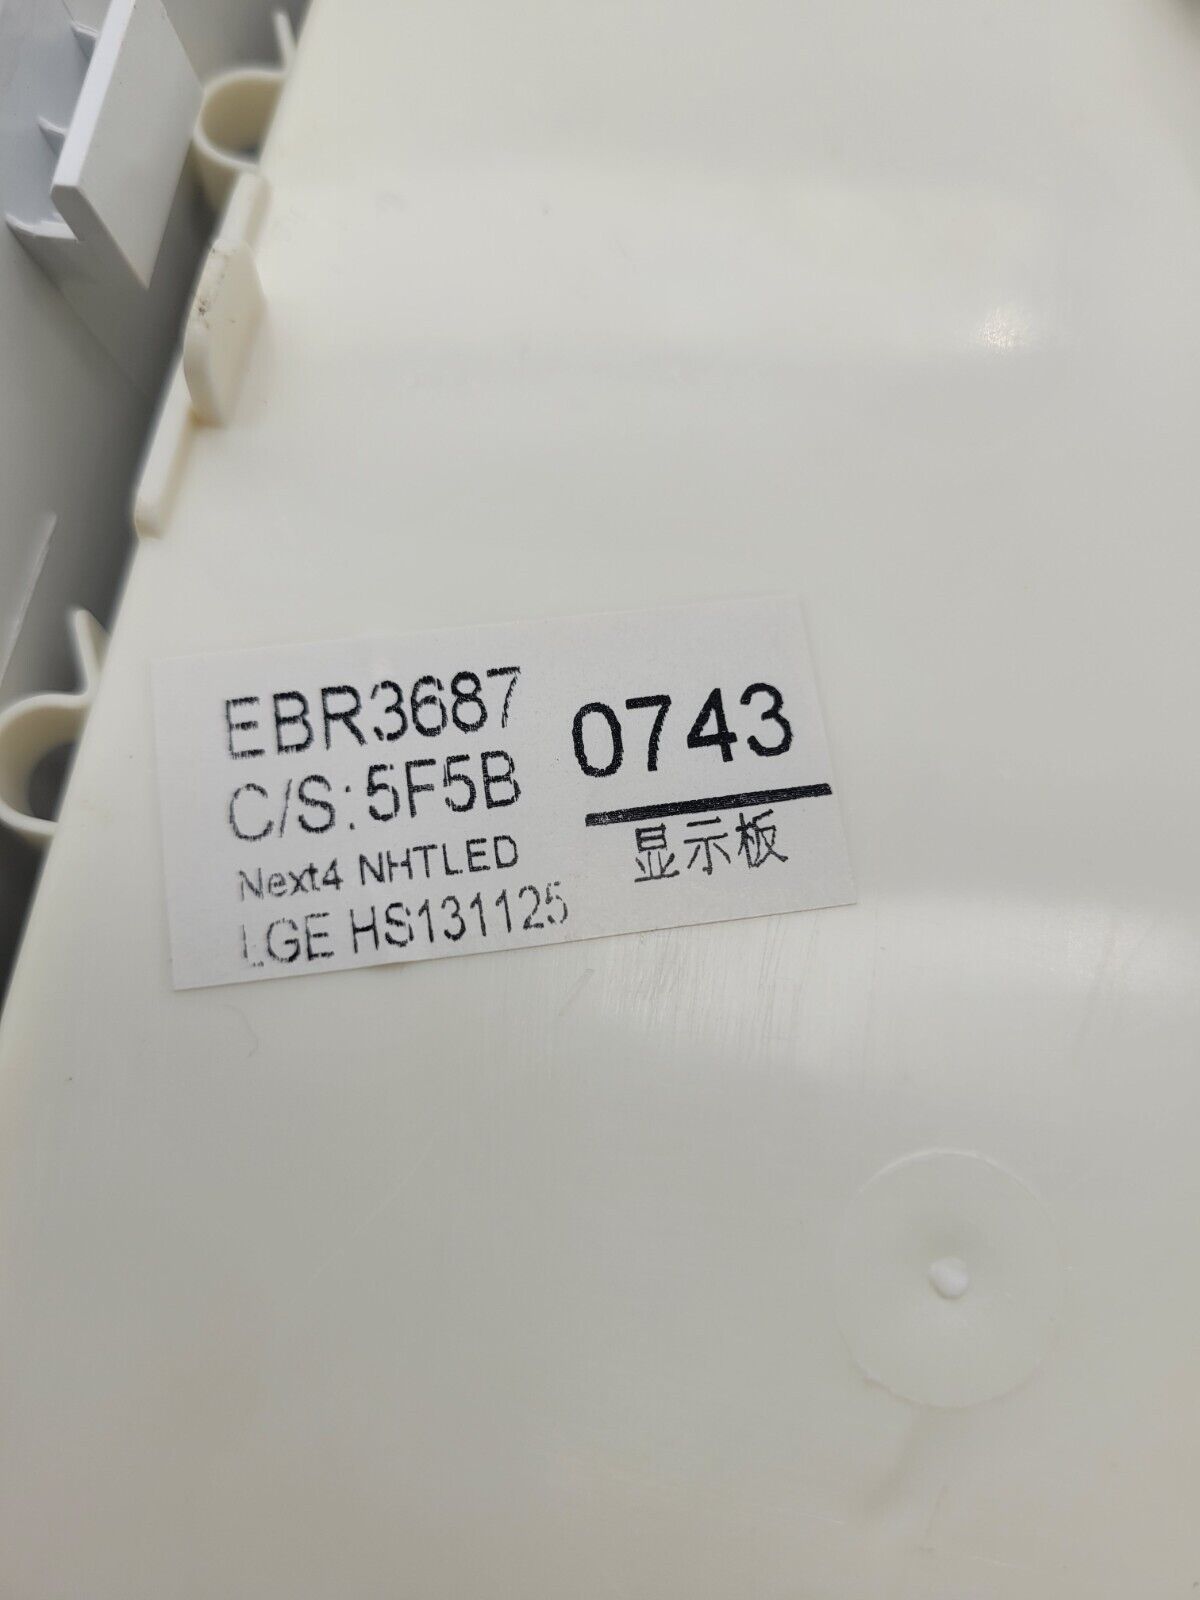 EBR3687
0743
C/S:5F5B
显示板
Next4 NHTLED
LGE HS131125